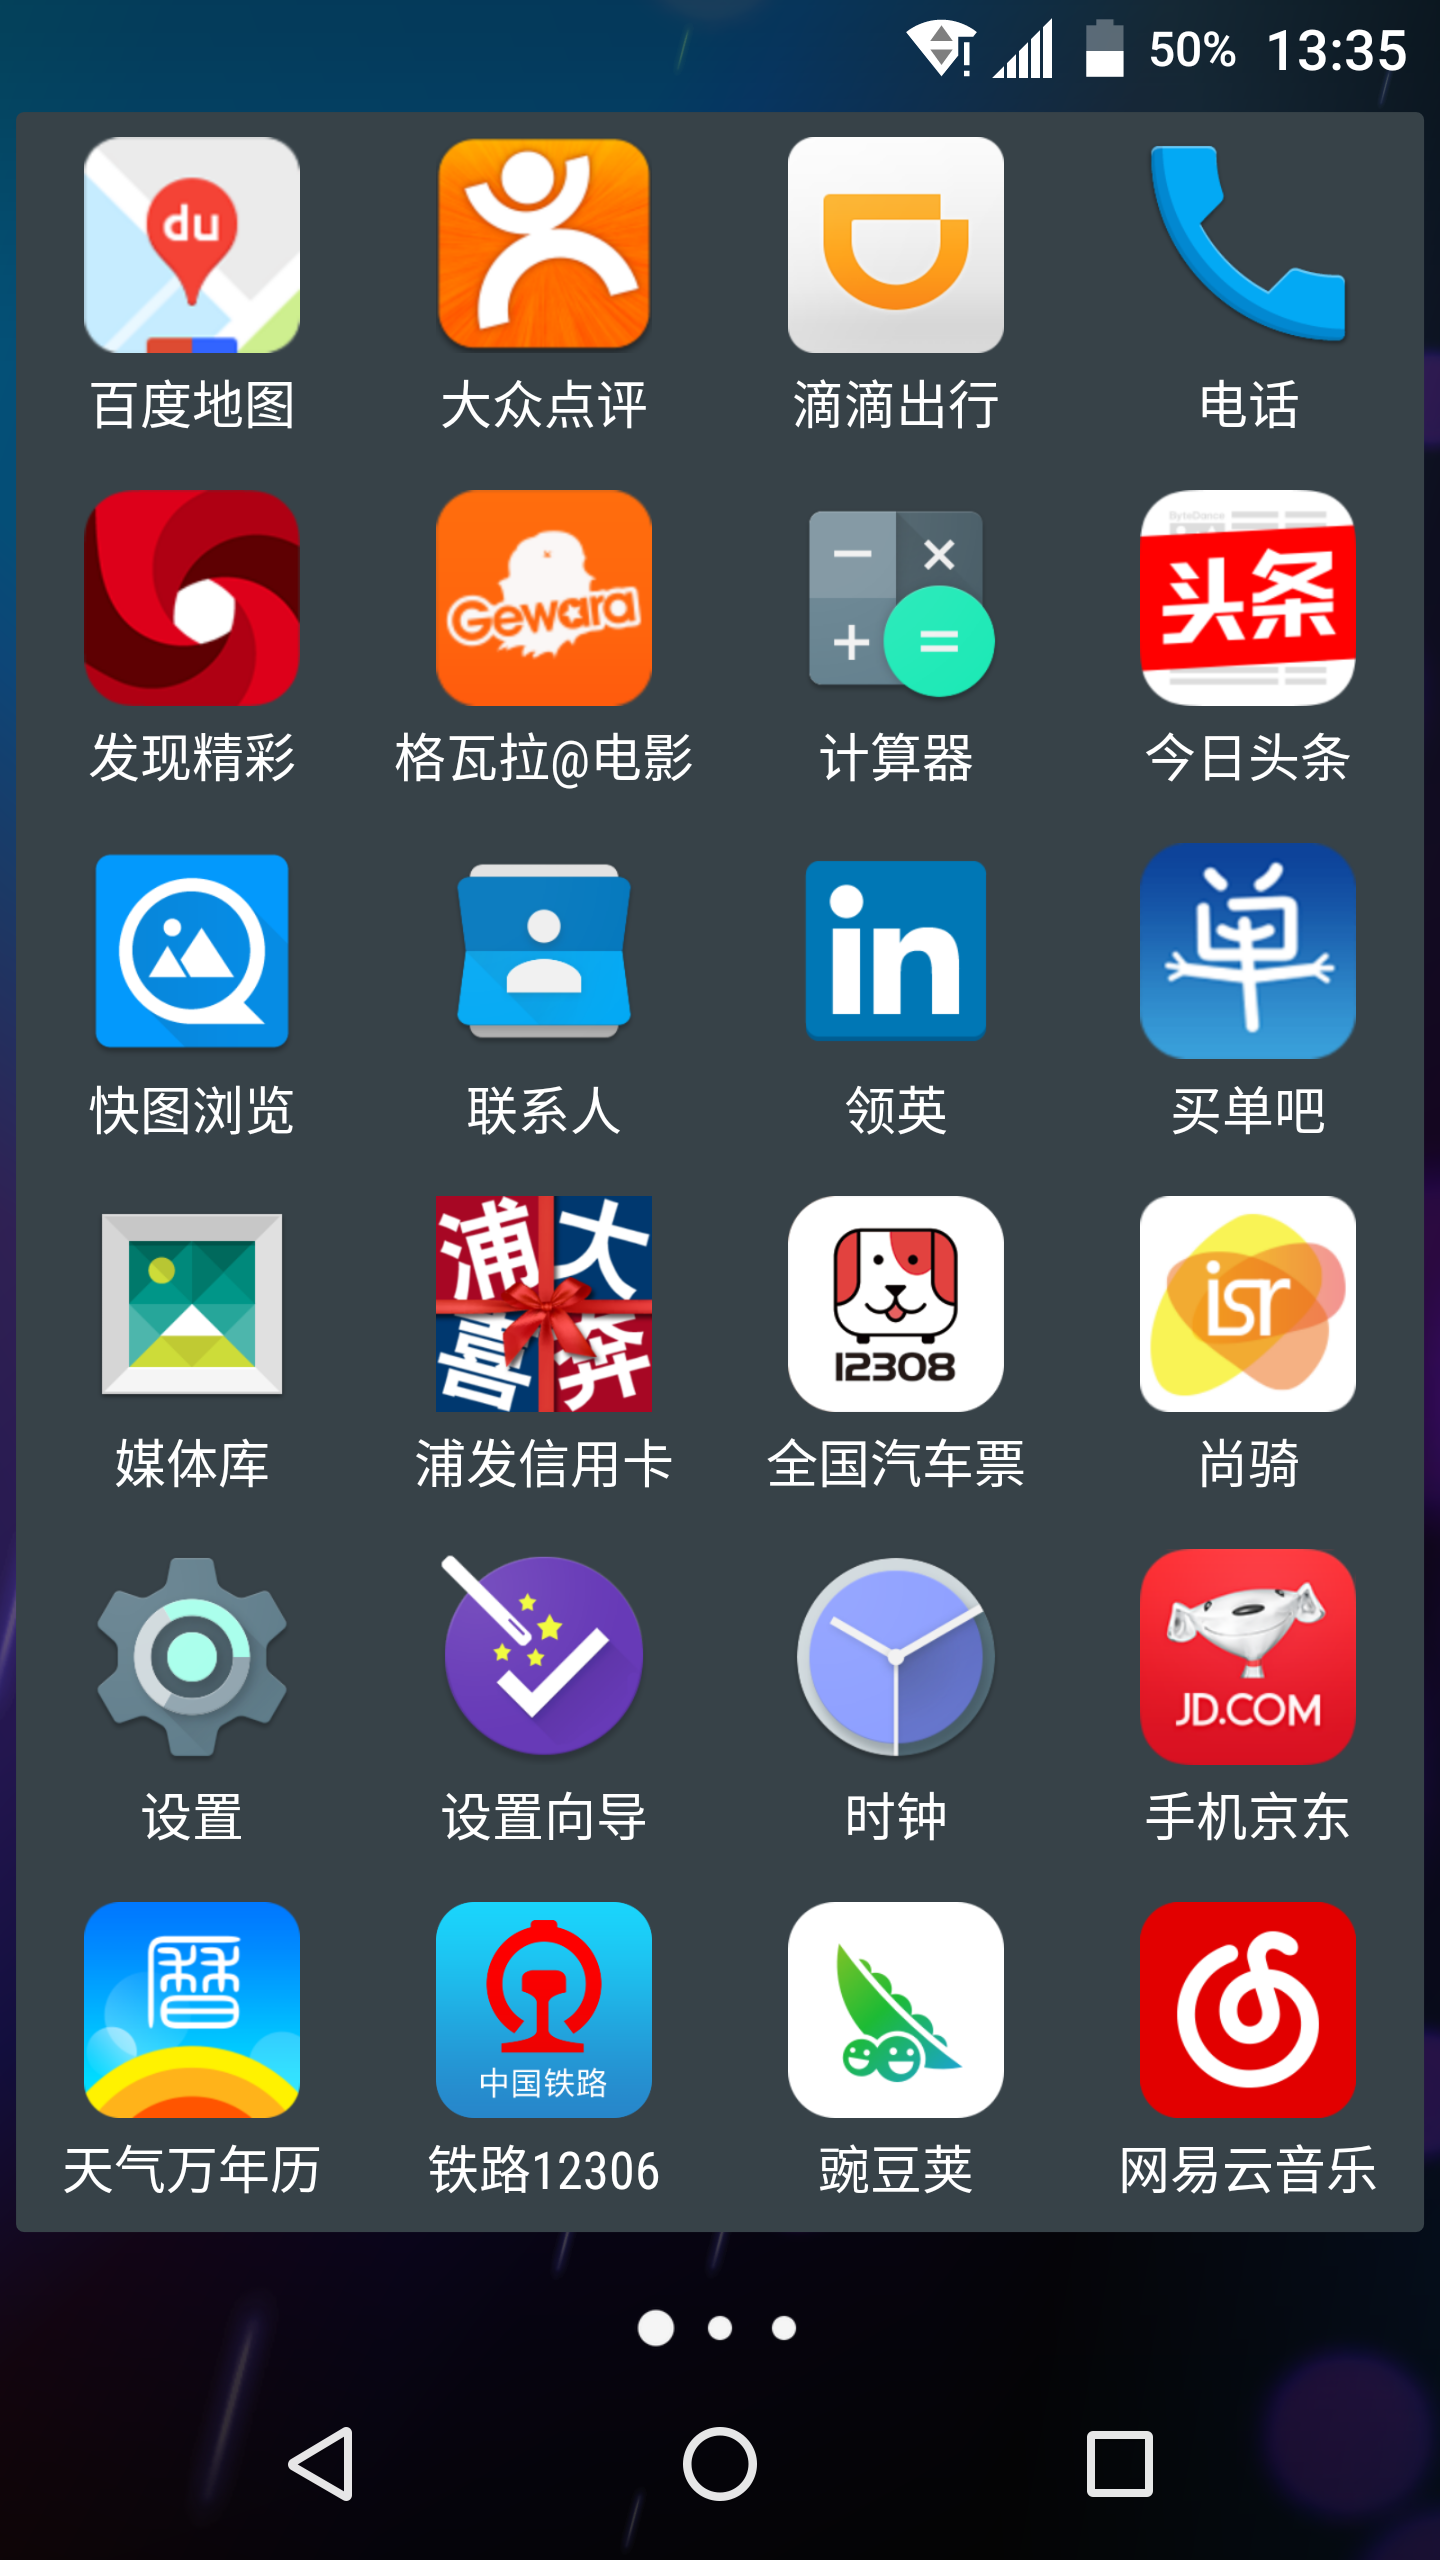 50% 13:35
du
百度地图 大众点评 滴滴出行 电话
Gewara
ByteDance
头条
发现精彩 格瓦拉@电影 计算器 今日头条
in
单
快图浏览 联系人 领英 买单吧
浦大
喜奔
12308
isr
媒体库 浦发信用卡 全国汽车票 尚骑
JD.COM
设置 设置向导 时钟 手机京东
中国铁路
天气万年历 铁路12306 豌豆荚 网易云音乐